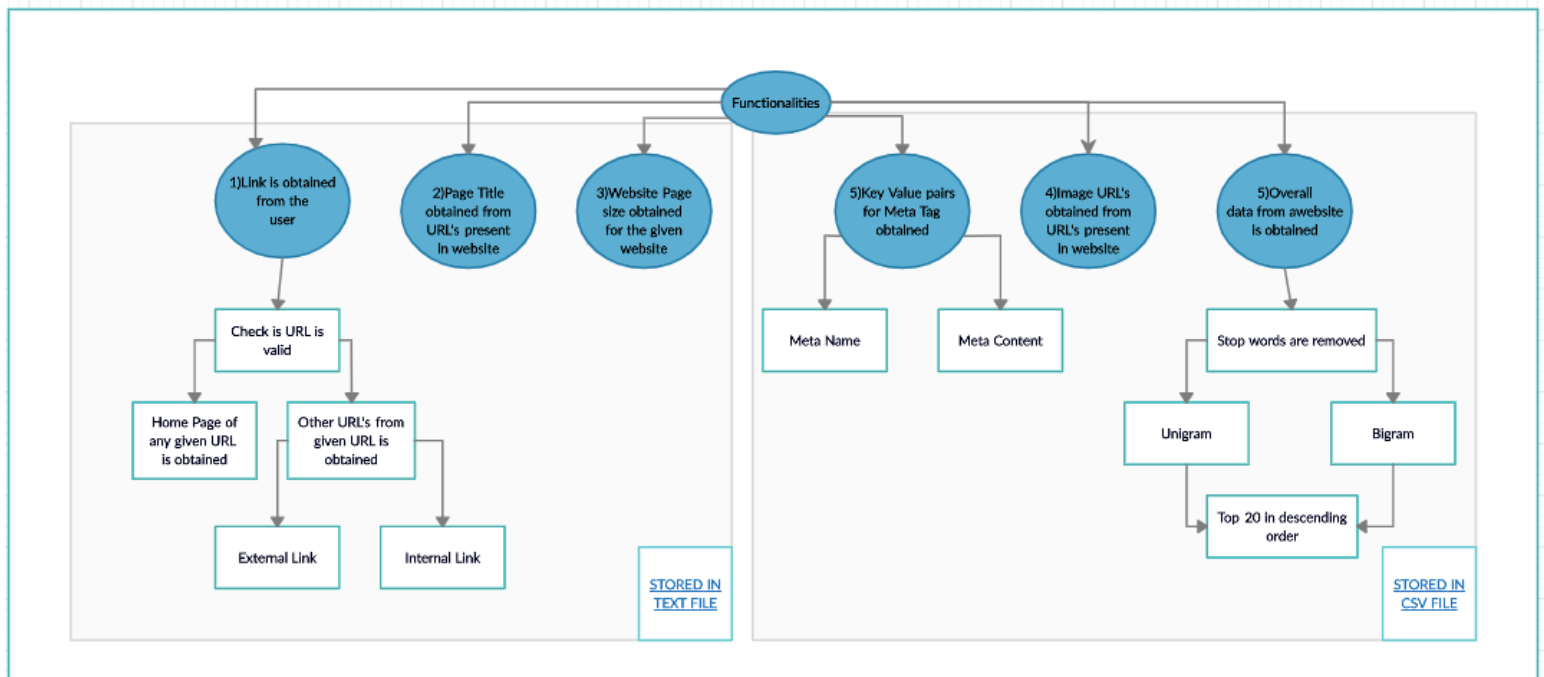 Functionalities
1)Link is obtained
from the
user
2)Page Title
obtained from
URL's present
in website
3)Website Page
size obtained
for the given
website
5)Key Value pairs
for Meta Tag
obtained
4)Image URL's
obtained from
URL's present
in website
5)Overall
data from awebsite
is obtained
Check is URL is
valid
Meta Name
Meta Content
Stop words are removed
Home Page of
any given URL
is obtained
Other URL's from
given URL is
obtained
Unigram
Bigram
External Link
Internal Link
Top 20 in descending
order
STORED IN
TEXT FILE
STORED IN
CSV FILE